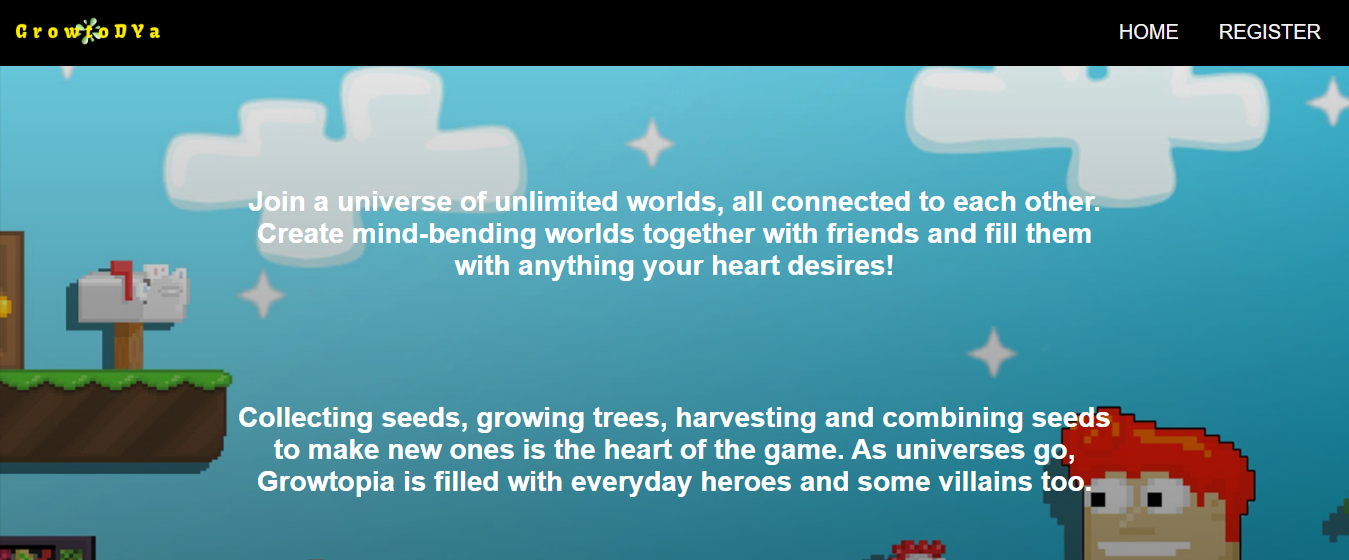 GrowtoDYa
HOME
REGISTER
Join a universe of unlimited worlds, all connected to each other.
Create mind-bending worlds together with friends and fill them
with anything your heart desires!
Collecting seeds, growing trees, harvesting and combining seeds
to make new ones is the heart of the game. As universes go,
Growtopia is filled with everyday heroes and some villains too.